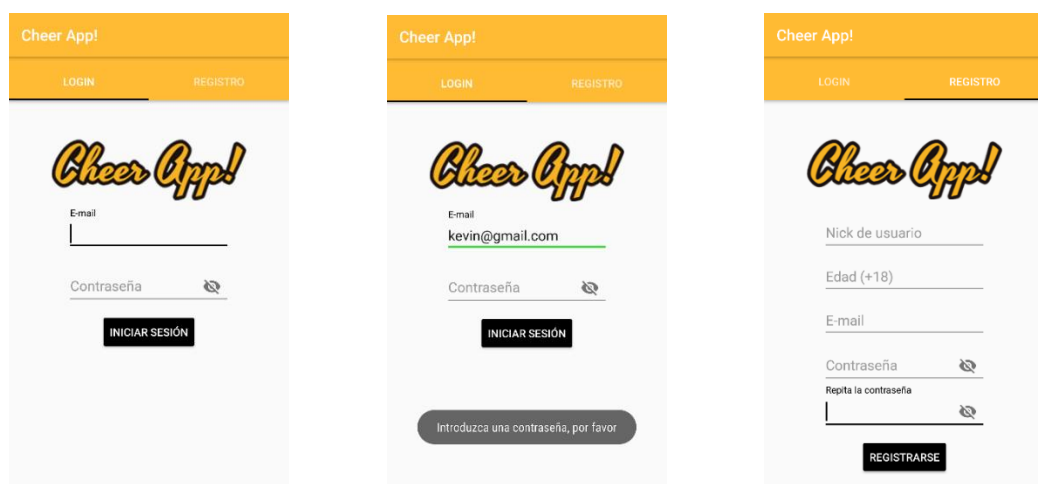 Cheer App!
LOGIN REGISTRO
Cheer App!
E-mail
Contraseña
INICIAR SESIÓN
Cheer App!
LOGIN REGISTRO
Cheer App!
E-mail
kevin@gmail.com
Contraseña
INICIAR SESIÓN
Introduzca una contraseña, por favor
Cheer App!
LOGIN REGISTRO
Cheer App!
Nick de usuario
Edad (+18)
E-mail
Contraseña
Repita la contraseña
REGISTRARSE